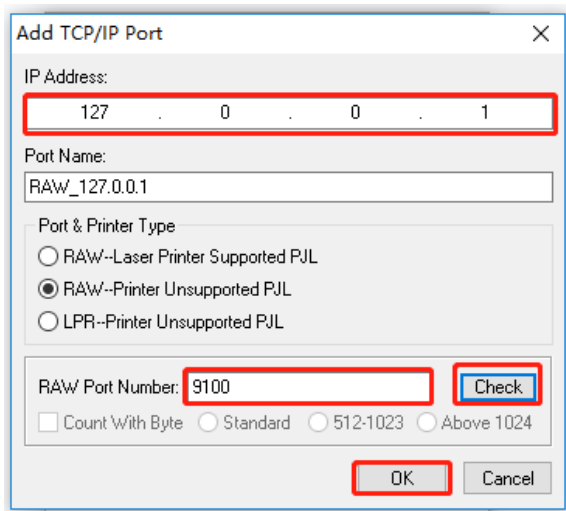 Add TCP/IP Port
IP Address:
127 . 0 . 0 . 1
Port Name:
RAW_127.0.0.1
Port & Printer Type
RAW--Laser Printer Supported PJL
RAW--Printer Unsupported PJL
LPR--Printer Unsupported PJL
RAW Port Number: 9100 Check
Count With Byte Standard 512-1023 Above 1024
OK Cancel